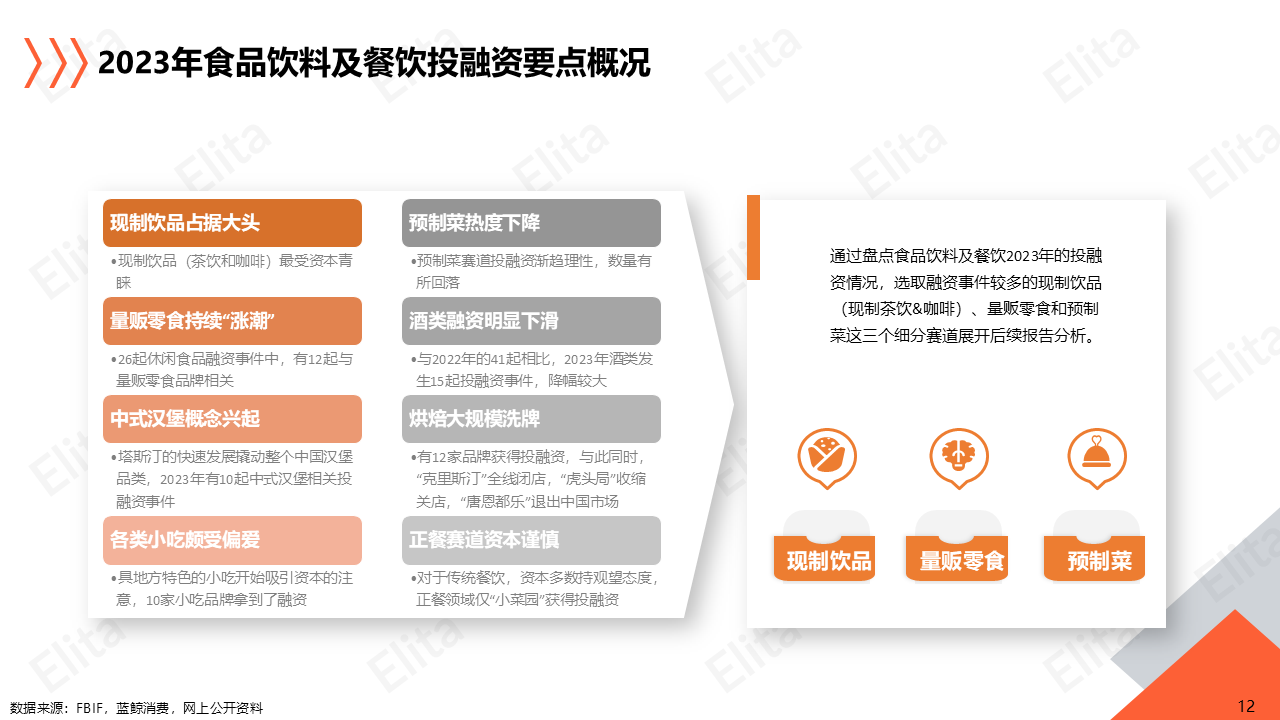 2023年食品饮料及餐饮投融资要点概况
现制饮品占据大头
•现制饮品（茶饮和咖啡）最受资本青
睐
量贩零食持续“涨潮”
•26起休闲食品融资事件中，有12起与
量贩零食品牌相关
中式汉堡概念兴起
•塔斯汀的快速发展撬动整个中国汉堡
品类，2023年有10起中式汉堡相关投
融资事件
各类小吃颇受偏爱
•具地方特色的小吃开始吸引资本的注
意，10家小吃品牌拿到了融资
预制菜热度下降
•预制菜赛道投融资渐趋理性，数量有
所回落
酒类融资明显下滑
•与2022年的41起相比，2023年酒类发
生15起投融资事件，降幅较大
烘焙大规模洗牌
•有12家品牌获得投融资，与此同时，
“克里斯汀”全线闭店，“虎头局”收缩
关店，“唐恩都乐”退出中国市场
正餐赛道资本谨慎
•对于传统餐饮，资本多数持观望态度，
正餐领域仅“小菜园”获得投融资
通过盘点食品饮料及餐饮2023年的投融
资情况，选取融资事件较多的现制饮品
（现制茶饮&咖啡）、量贩零食和预制
菜这三个细分赛道展开后续报告分析。
现制饮品
量贩零食
预制菜
数据来源：FBIF，蓝鲸消费，网上公开资料
12
Elita